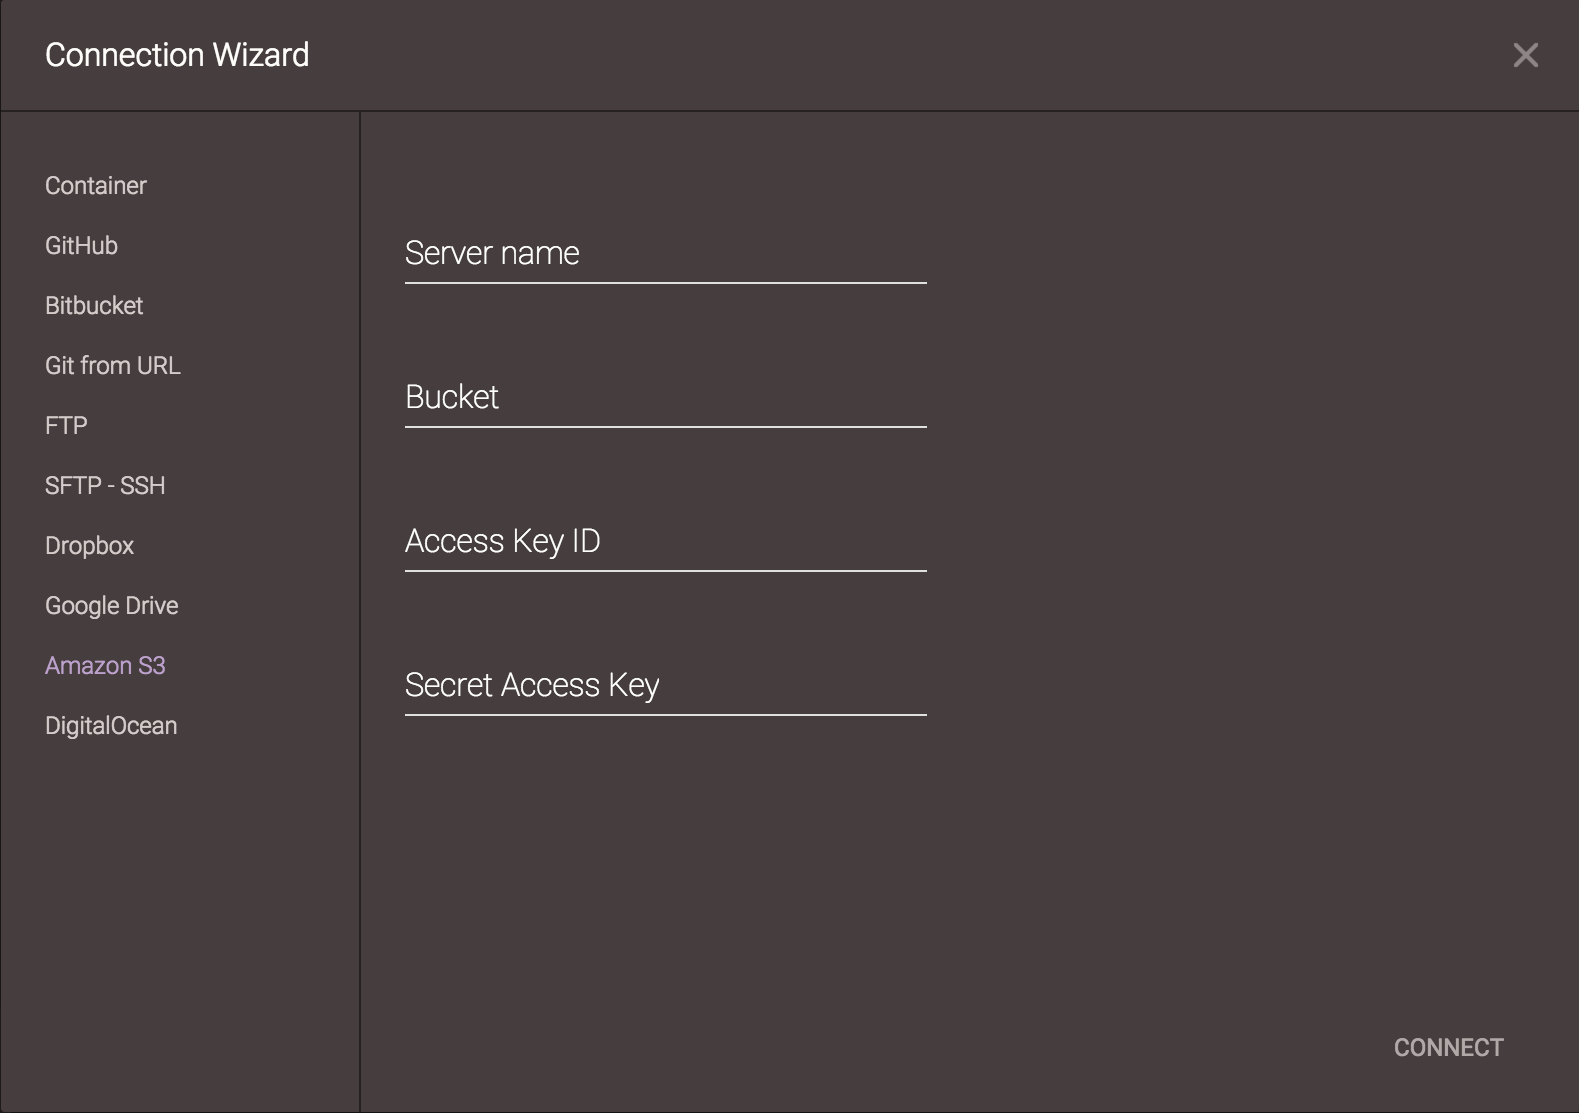 Connection Wizard
Container
GitHub
Bitbucket
Git from URL
FTP
SFTP - SSH
Dropbox
Google Drive
Amazon S3
DigitalOcean
Server name
Bucket
Access Key ID
Secret Access Key
CONNECT